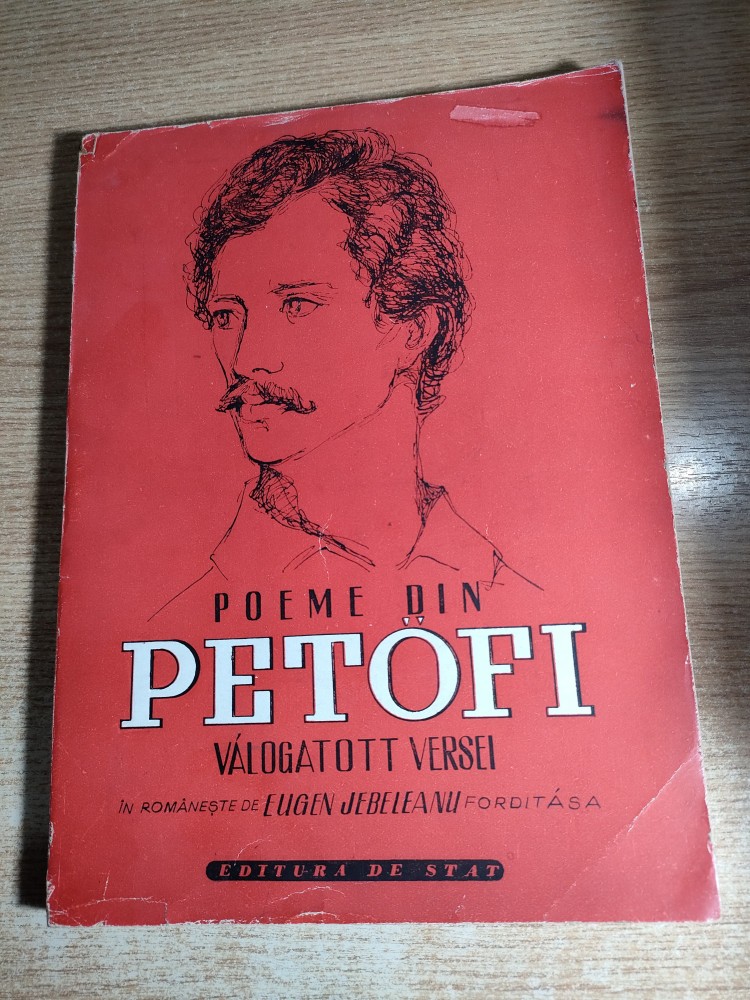 POEME DIN
PETŐFI
VÁLOGATOTT VERSEI
ÎN ROMÂNEȘTE DE EUGEN JEBELEANU FORDITÁSA
EDITURA DE STAT